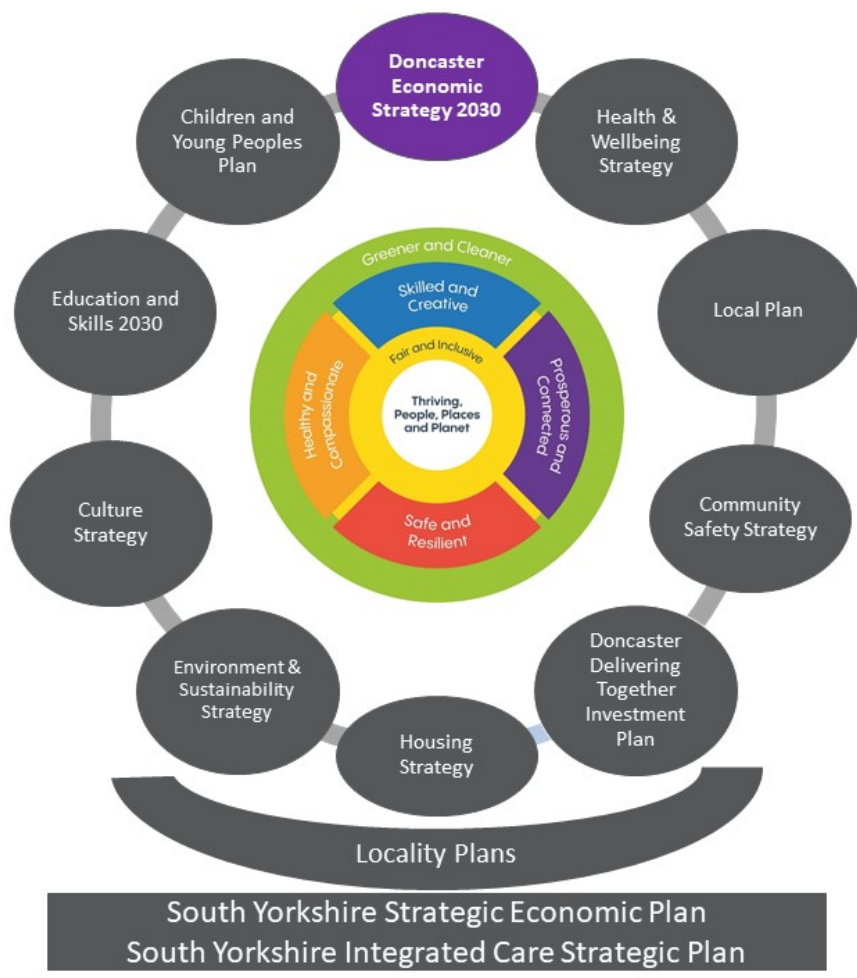 Doncaster
Economic
Strategy 2030
Children and
Young Peoples
Plan
Health &
Wellbeing
Strategy
Education and
Skills 2030
Local Plan
Greener and Cleaner
Skilled and
Creative
Fair and Inclusive
Healthy and
Compassionate
Thriving,
People, Places
and Planet
Prosperous and
Connected
Safe and
Resilient
Culture
Strategy
Community
Safety Strategy
Environment &
Sustainability
Strategy
Doncaster
Delivering
Together
Investment
Plan
Housing
Strategy
Locality Plans
South Yorkshire Strategic Economic Plan
South Yorkshire Integrated Care Strategic Plan